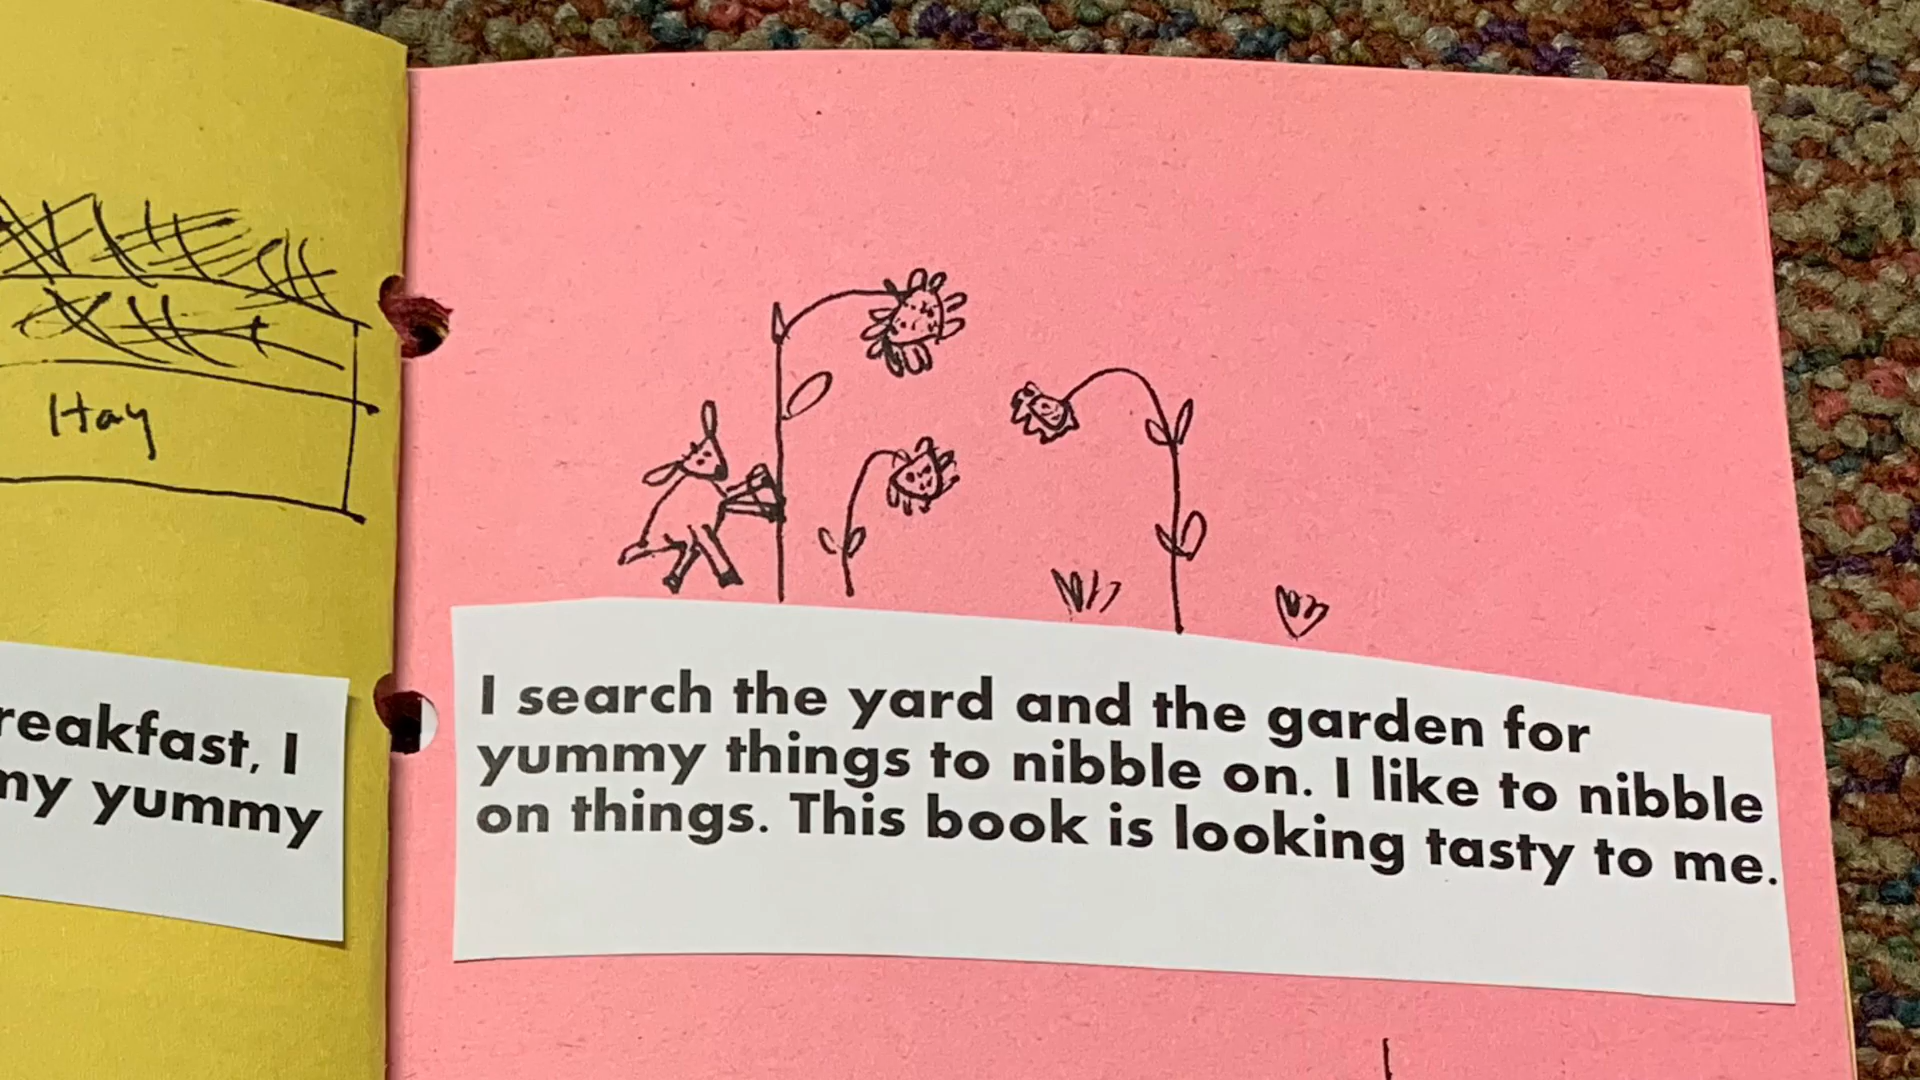 Hay
reakfast, I
my yummy
I search the yard and the garden for
yummy things to nibble on. I like to nibble
on things. This book is looking tasty to me.